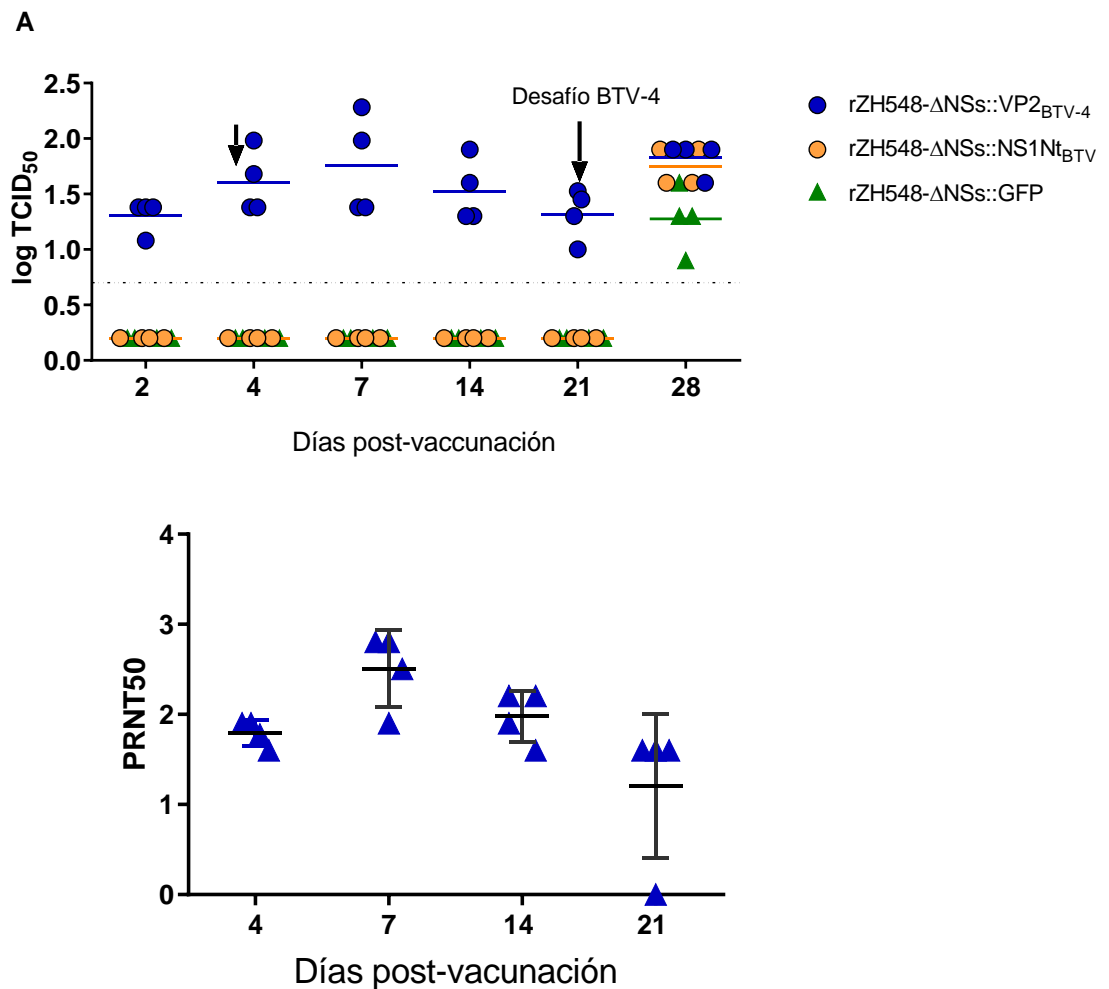 A
Desafío BTV-4
log TCID50
2.5
2.0
1.5
1.0
0.5
0.0
2 4 7 14 21 28
Días post-vaccunación
rZH548-ΔNSs::VP2BTV-4
rZH548-ΔNSs::NS1NtBTV
rZH548-ΔNSs::GFP
PRNT50
4
3
2
1
0
4 7 14 21
Días post-vacunación